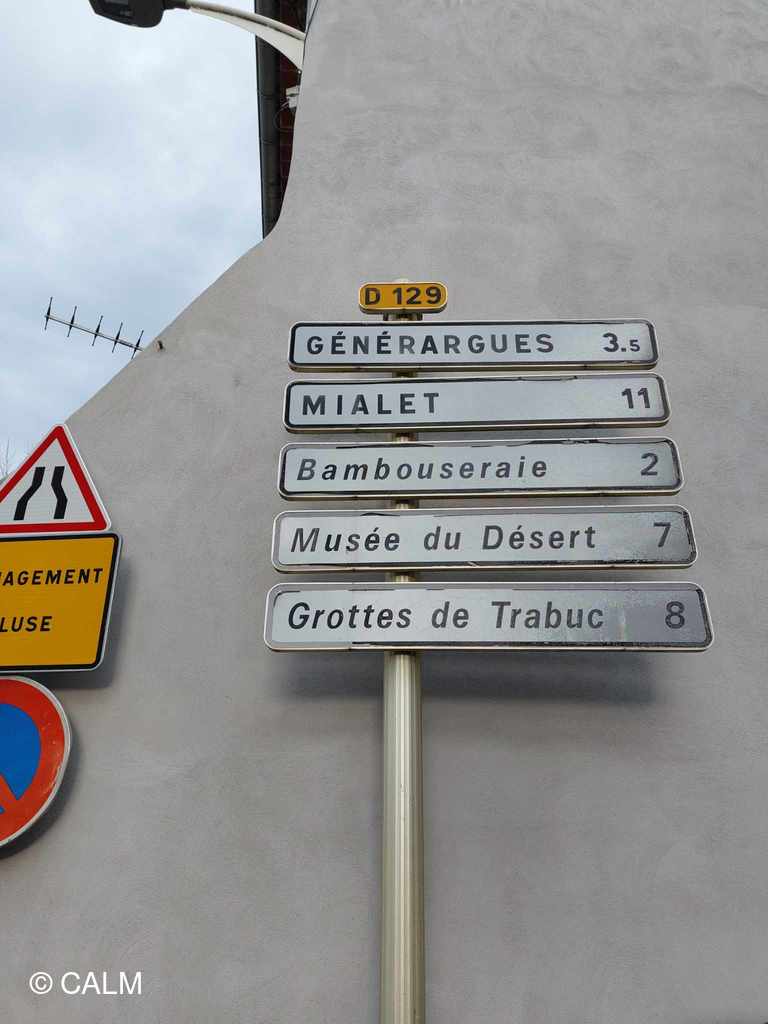 D 129
GÉNÉRARGUES 3.5
MIALET 11
Bambouseraie 2
Musée du Désert 7
Grottes de Trabuc 8
AGEMENT
LUSE
© CALM